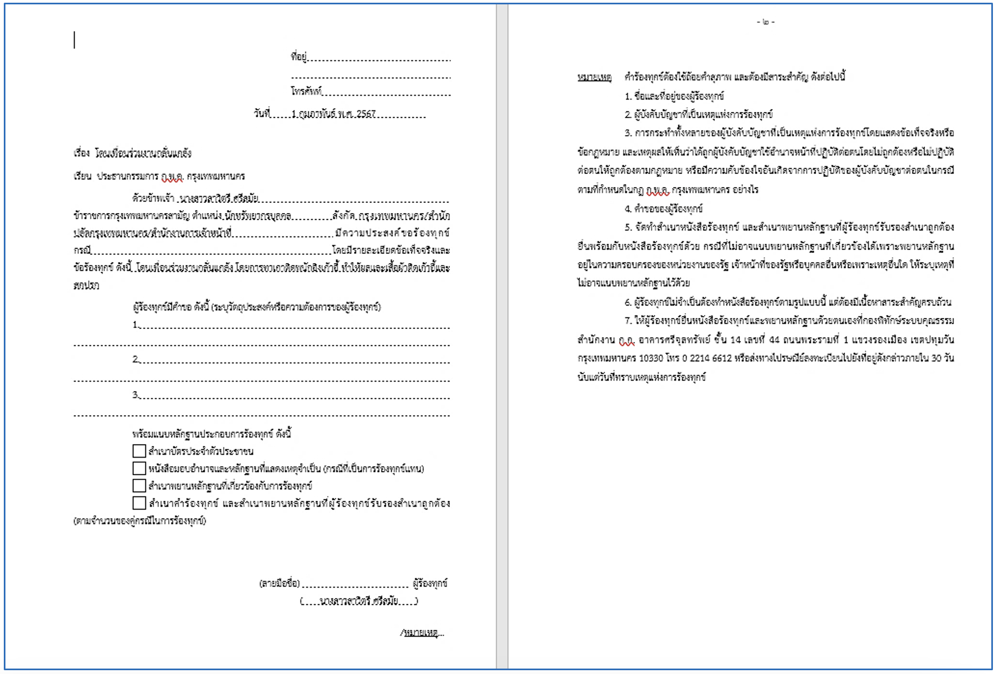 ที่อยู่
โทรศัพท์
วันที่ 1 กุมภาพันธ์ พ.ศ. 2567
เรื่อง โดนเพื่อนร่วมงานกลั่นแกล้ง
เรียน ประธานกรรมการ ก.พ.ค. กรุงเทพมหานคร
ด้วยข้าพเจ้า นางสาวสาวิตรี ศรีสมัย
ข้าราชการกรุงเทพมหานครสามัญ ตำแหน่ง นักทรัพยากรบุคคล สังกัด กรุงเทพมหานคร/สำนัก
ปลัดกรุงเทพมหานคร/สำนักงานการเจ้าหน้าที่ มีความประสงค์ขอร้องทุกข์
กรณี โดยมีรายละเอียดข้อเท็จจริงและ
ข้อร้องทุกข์ ดังนี้ โดนเพื่อนร่วมงานกลั่นแกล้ง โดยการทากาวติดพนักพิงเก้าอี้ ทำให้ผมและเสื้อผ้าติดเก้าอี้และ
สกปรก
ผู้ร้องทุกข์มีคำขอ ดังนี้ (ระบุวัตถุประสงค์หรือความต้องการของผู้ร้องทุกข์)
1.
2.
3.
พร้อมแนบหลักฐานประกอบการร้องทุกข์ ดังนี้
สำเนาบัตรประจำตัวประชาชน
หนังสือมอบอำนาจและหลักฐานที่แสดงเหตุจำเป็น (กรณีที่เป็นการร้องทุกข์แทน)
สำเนาพยานหลักฐานที่เกี่ยวข้องกับการร้องทุกข์
สำเนาคำร้องทุกข์ และสำเนาพยานหลักฐานที่ผู้ร้องทุกข์รับรองสำเนาถูกต้อง
(ตามจำนวนของคู่กรณีในการร้องทุกข์)
(ลายมือชื่อ) ผู้ร้องทุกข์
(.....นางสาวสาวิตรี ศรีสมัย.....)
/หมายเหตุ...
- ๒ -
หมายเหตุ คำร้องทุกข์ต้องใช้ถ้อยคำสุภาพ และต้องมีสาระสำคัญ ดังต่อไปนี้
1. ชื่อและที่อยู่ของผู้ร้องทุกข์
2. ผู้บังคับบัญชาที่เป็นเหตุแห่งการร้องทุกข์
3. การกระทำทั้งหลายของผู้บังคับบัญชาที่เป็นเหตุแห่งการร้องทุกข์โดยแสดงข้อเท็จจริงหรือ
ข้อกฎหมาย และเหตุผลให้เห็นว่าได้ถูกผู้บังคับบัญชาใช้อำนาจหน้าที่ปฏิบัติต่อตนโดยไม่ถูกต้องหรือไม่ปฏิบัติ
ต่อตนให้ถูกต้องตามกฎหมาย หรือมีความคับข้องใจอันเกิดจากการปฏิบัติของผู้บังคับบัญชาต่อตนในกรณี
ตามที่กำหนดในกฎ ก.พ.ค. กรุงเทพมหานคร อย่างไร
4. คำขอของผู้ร้องทุกข์
5. จัดทำสำเนาหนังสือร้องทุกข์ และสำเนาพยานหลักฐานที่ผู้ร้องทุกข์รับรองสำเนาถูกต้อง
ยื่นพร้อมกับหนังสือร้องทุกข์ด้วย กรณีที่ไม่อาจแนบพยานหลักฐานที่เกี่ยวข้องได้เพราะพยานหลักฐาน
อยู่ในความครอบครองของหน่วยงานของรัฐ เจ้าหน้าที่ของรัฐหรือบุคคลอื่นหรือเพราะเหตุอื่นใด ให้ระบุเหตุที่
ไม่อาจแนบพยานหลักฐานไว้ด้วย
6. ผู้ร้องทุกข์ไม่จำเป็นต้องทำหนังสือร้องทุกข์ตามรูปแบบนี้ แต่ต้องมีเนื้อหาสาระสำคัญครบถ้วน
7. ให้ผู้ร้องทุกข์ยื่นหนังสือร้องทุกข์และพยานหลักฐานด้วยตนเองที่กองพิทักษ์ระบบคุณธรรม
สำนักงาน ก.ก. อาคารศรีจุลทรัพย์ ชั้น 14 เลขที่ 44 ถนนพระรามที่ 1 แขวงรองเมือง เขตปทุมวัน
กรุงเทพมหานคร 10330 โทร 0 2214 6612 หรือส่งทางไปรษณีย์ลงทะเบียนไปยังที่อยู่ดังกล่าวภายใน 30 วัน
นับแต่วันที่ทราบเหตุแห่งการร้องทุกข์